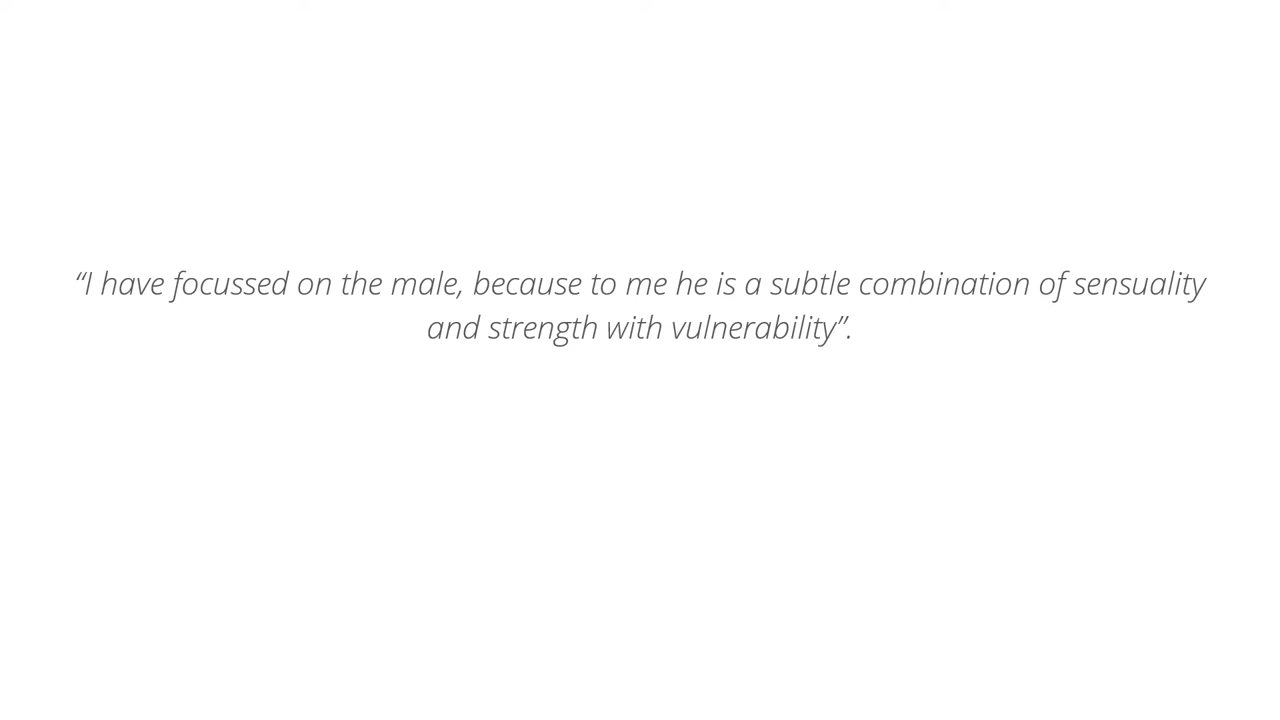 “I have focussed on the male, because to me he is a subtle combination of sensuality
and strength with vulnerability”.